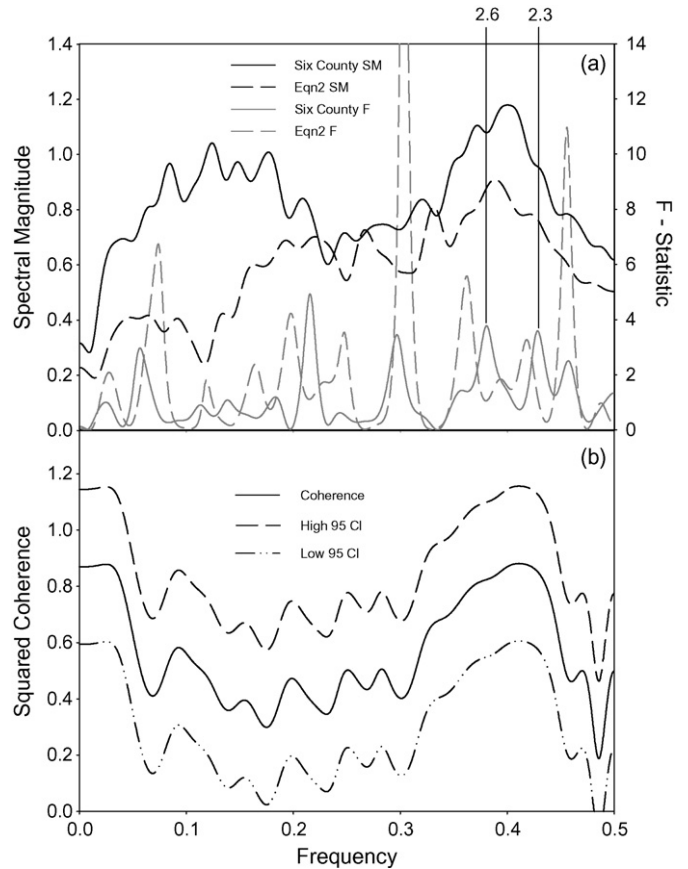 2.6 2.3
1.4 14
(a)
Six County SM
Eqn2 SM
Six County F
Eqn2 F
1.2 12
1.0 10
0.8 8
0.6 6
0.4 4
0.2 2
0.0 0
Spectral Magnitude
F - Statistic
(b)
1.2
Coherence
High 95 CI
Low 95 CI
1.0
0.8
0.6
0.4
0.2
0.0
Squared Coherence
0.0 0.1 0.2 0.3 0.4 0.5
Frequency